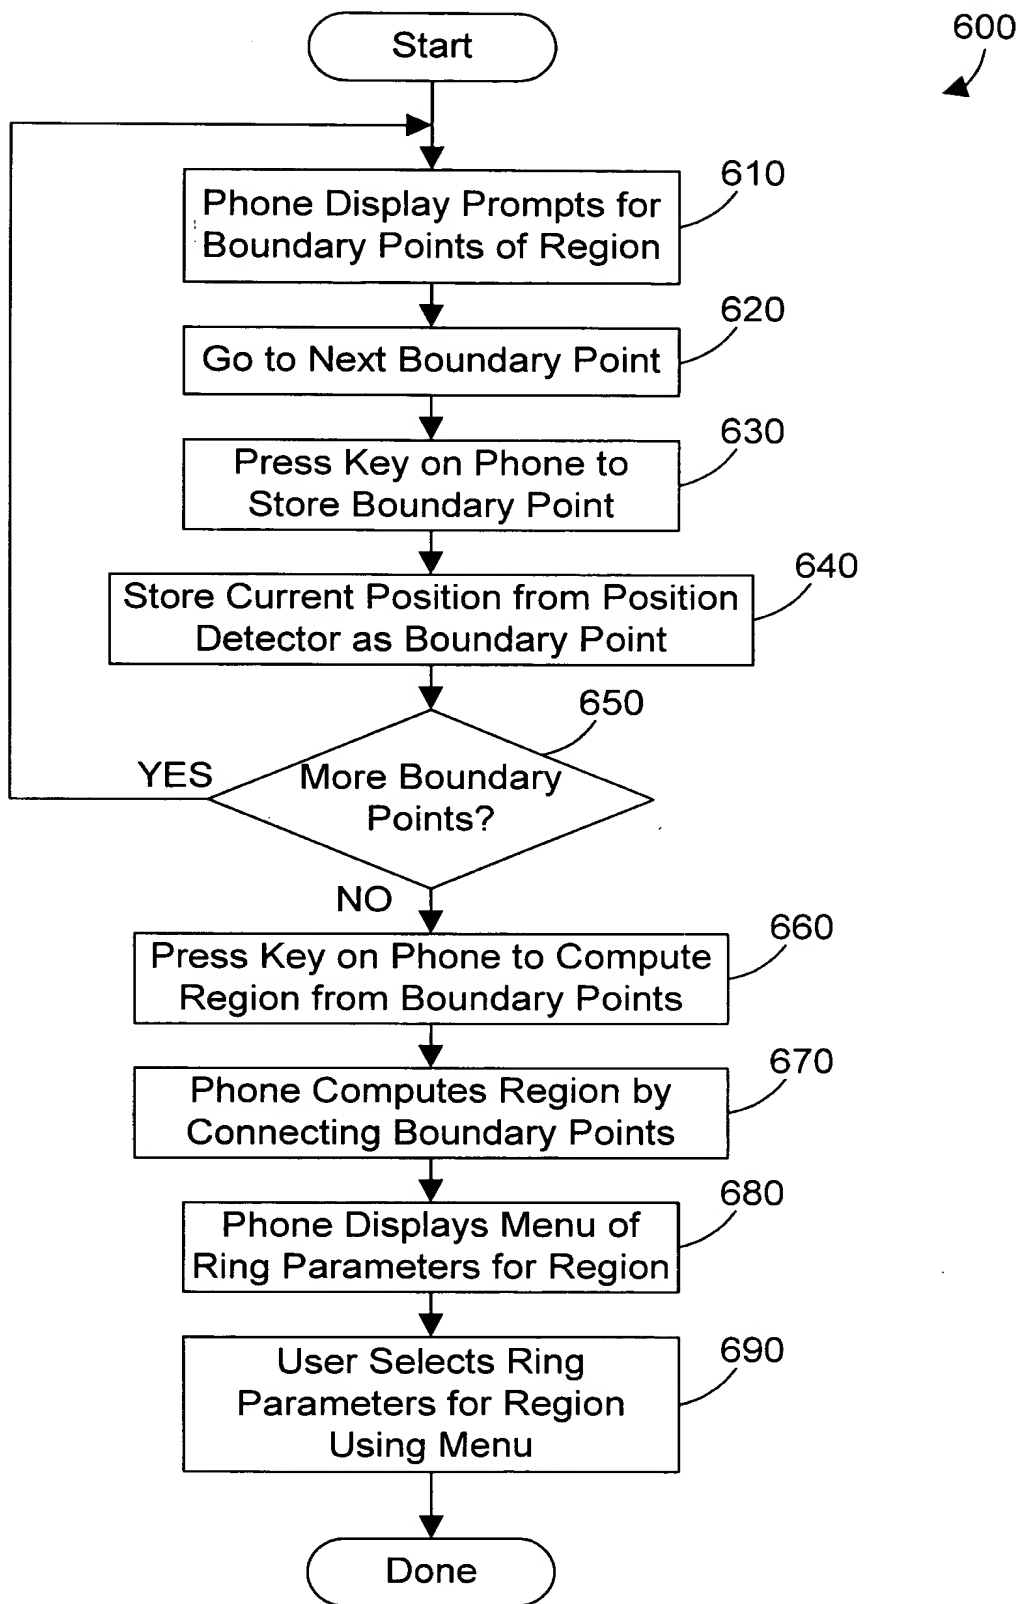 Start
600
610
Phone Display Prompts for
Boundary Points of Region
620
Go to Next Boundary Point
630
Press Key on Phone to
Store Boundary Point
640
Store Current Position from Position
Detector as Boundary Point
650
YES
More Boundary
Points?
NO
660
Press Key on Phone to Compute
Region from Boundary Points
670
Phone Computes Region by
Connecting Boundary Points
680
Phone Displays Menu of
Ring Parameters for Region
690
User Selects Ring
Parameters for Region
Using Menu
Done